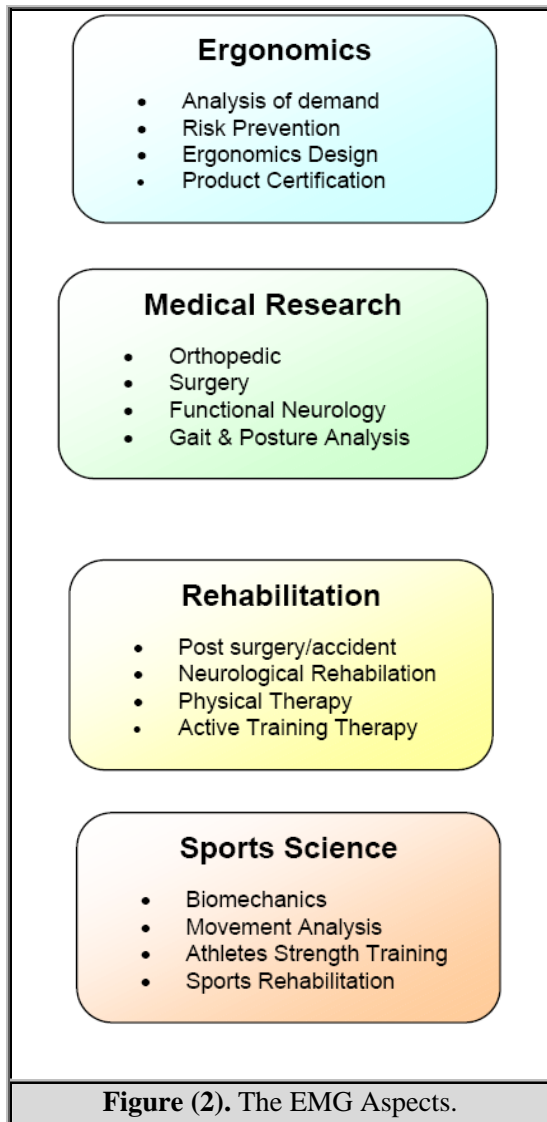 Ergonomics
• Analysis of demand
• Risk Prevention
• Ergonomics Design
• Product Certification
Medical Research
• Orthopedic
• Surgery
• Functional Neurology
• Gait & Posture Analysis
Rehabilitation
• Post surgery/accident
• Neurological Rehabilation
• Physical Therapy
• Active Training Therapy
Sports Science
• Biomechanics
• Movement Analysis
• Athletes Strength Training
• Sports Rehabilitation
Figure (2). The EMG Aspects.